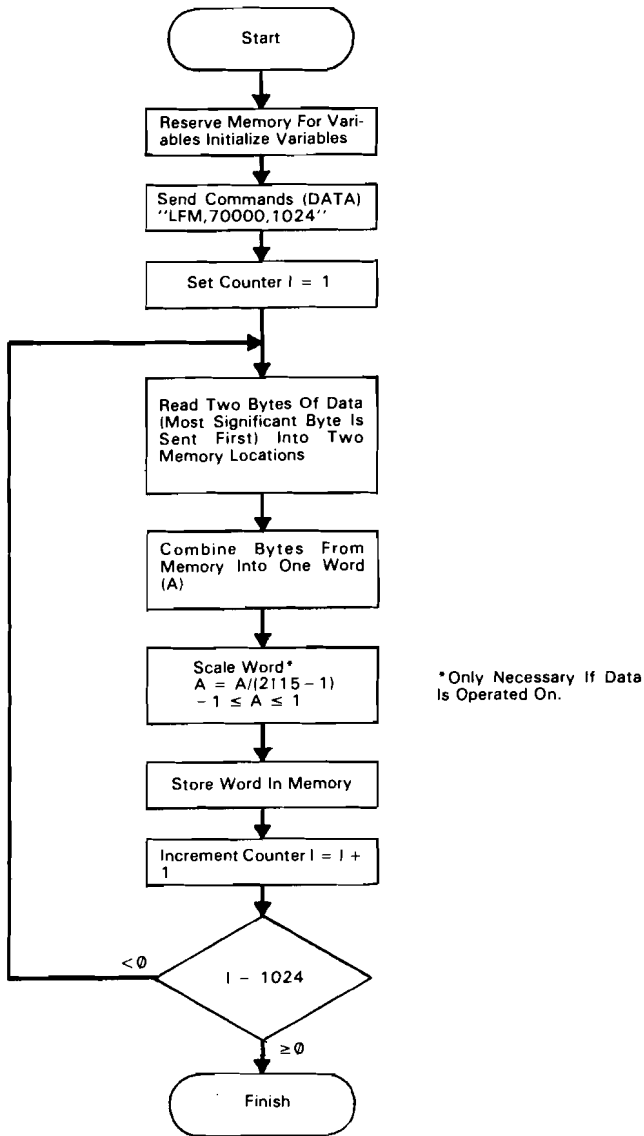 Start
Reserve Memory For Vari-
ables Initialize Variables
Send Commands (DATA)
"LFM,70000,1024"
Set Counter I = 1
Read Two Bytes Of Data
(Most Significant Byte Is
Sent First) Into Two
Memory Locations
Combine Bytes From
Memory Into One Word
(A)
Scale Word*
A = A/(2↑15-1)
-1 ≤ A ≤ 1
*Only Necessary If Data
Is Operated On.
Store Word In Memory
Increment Counter I = I +
1
<0
I - 1024
≥0
Finish